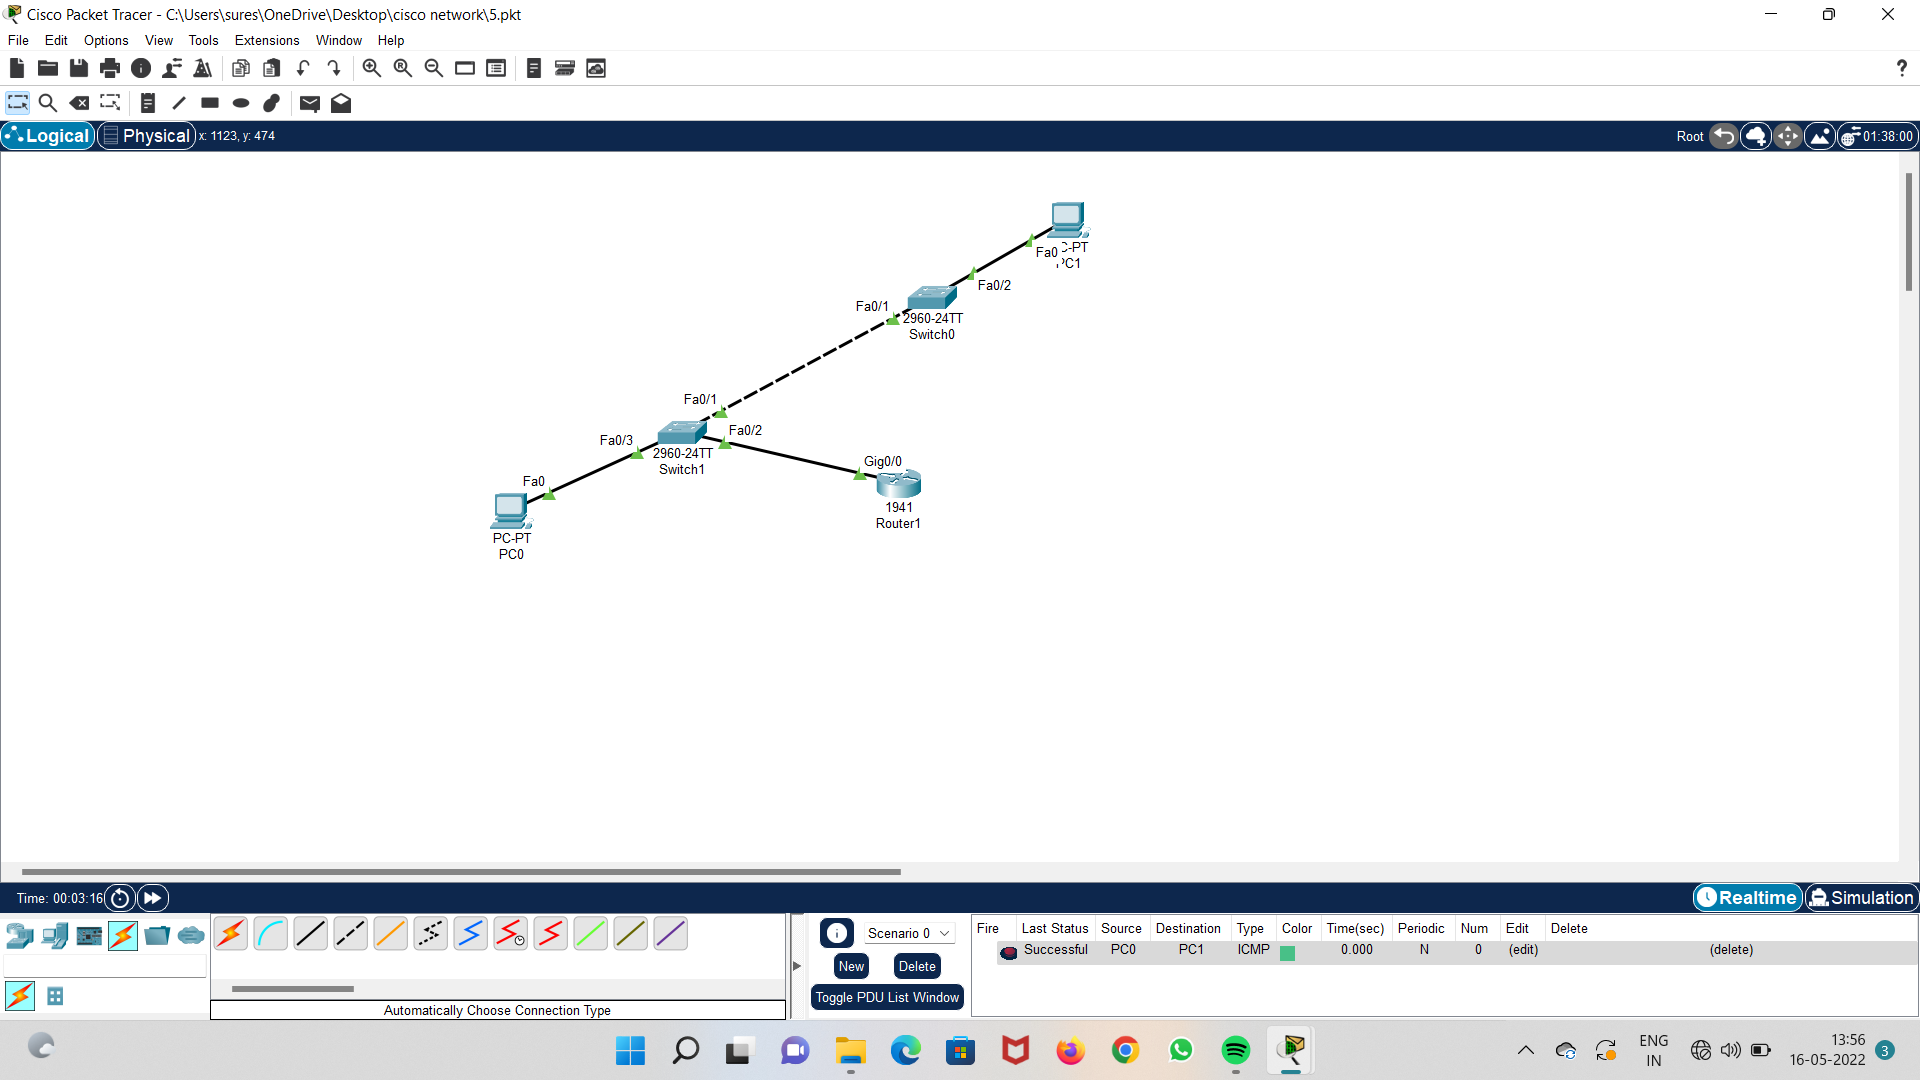 Cisco Packet Tracer - C:\Users\sures\OneDrive\Desktop\cisco network\5.pkt
File Edit Options View Tools Extensions Window Help
Logical Physical x: 1123, y: 474 Root 01:38:00
Fa0 C-PT
PC1
Fa0/2
Fa0/1
2960-24TT
Switch0
Fa0/1
Fa0/2
Fa0/3
2960-24TT
Switch1
Gig0/0
1941
Router1
Fa0
PC-PT
PC0
Time: 00:03:16 Realtime Simulation
Scenario 0
New Delete
Toggle PDU List Window
Fire Last Status Source Destination Type Color Time(sec) Periodic Num Edit Delete
Successful PC0 PC1 ICMP 0.000 N 0 (edit) (delete)
Automatically Choose Connection Type
ENG
IN
13:56
16-05-2022
3